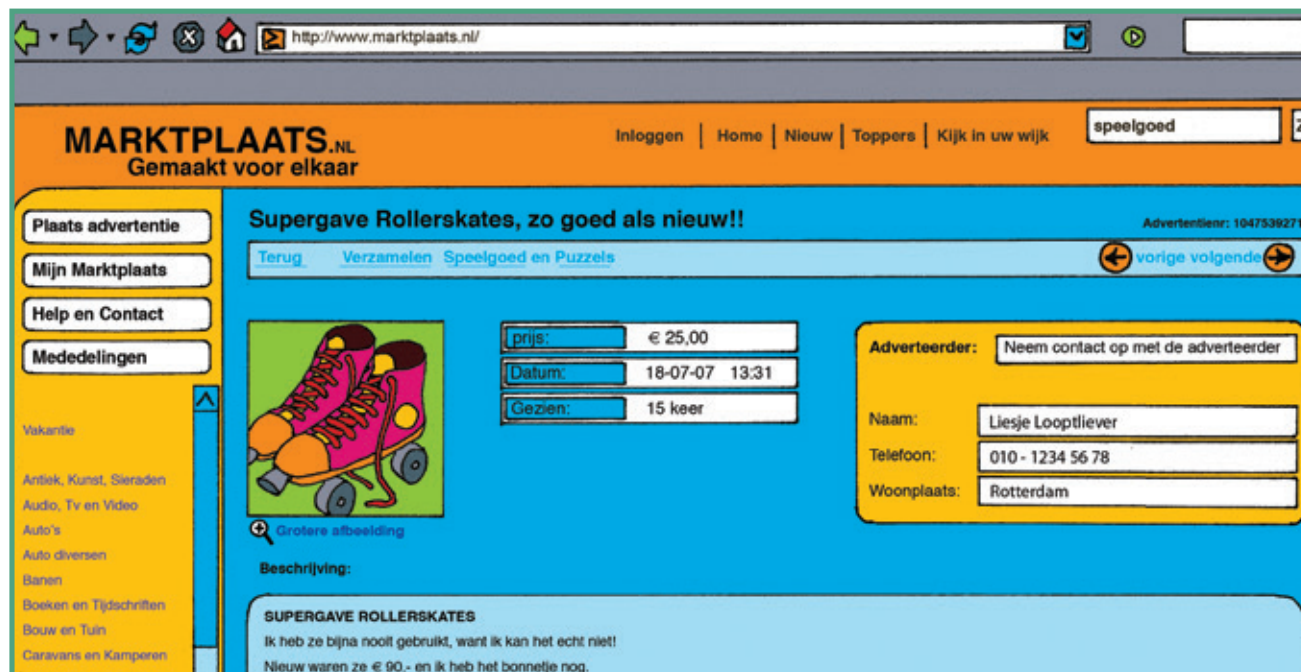 http://www.marktplaats.nl/
MARKTPLAATS.NL
Gemaakt voor elkaar
Inloggen | Home | Nieuw | Toppers | Kijk in uw wijk
speelgoed
Plaats advertentie
Mijn Marktplaats
Help en Contact
Mededelingen
Vakantie
Antiek, Kunst, Sieraden
Audio, Tv en Video
Auto's
Auto diversen
Banen
Boeken en Tijdschriften
Bouw en Tuin
Caravans en Kamperen
Supergave Rollerskates, zo goed als nieuw!!
Advertentienr: 1047539271
Terug Verzamelen Speelgoed en Puzzels
vorige volgende
prijs: € 25,00
Datum: 18-07-07 13:31
Gezien: 15 keer
Adverteerder: Neem contact op met de adverteerder
Naam: Liesje Looptliever
Telefoon: 010 - 1234 56 78
Woonplaats: Rotterdam
Grotere afbeelding
Beschrijving:
SUPERGAVE ROLLERSKATES
Ik heb ze bijna nooit gebruikt, want ik kan het echt niet!
Nieuw waren ze € 90.- en ik heb het bonnetje nog.